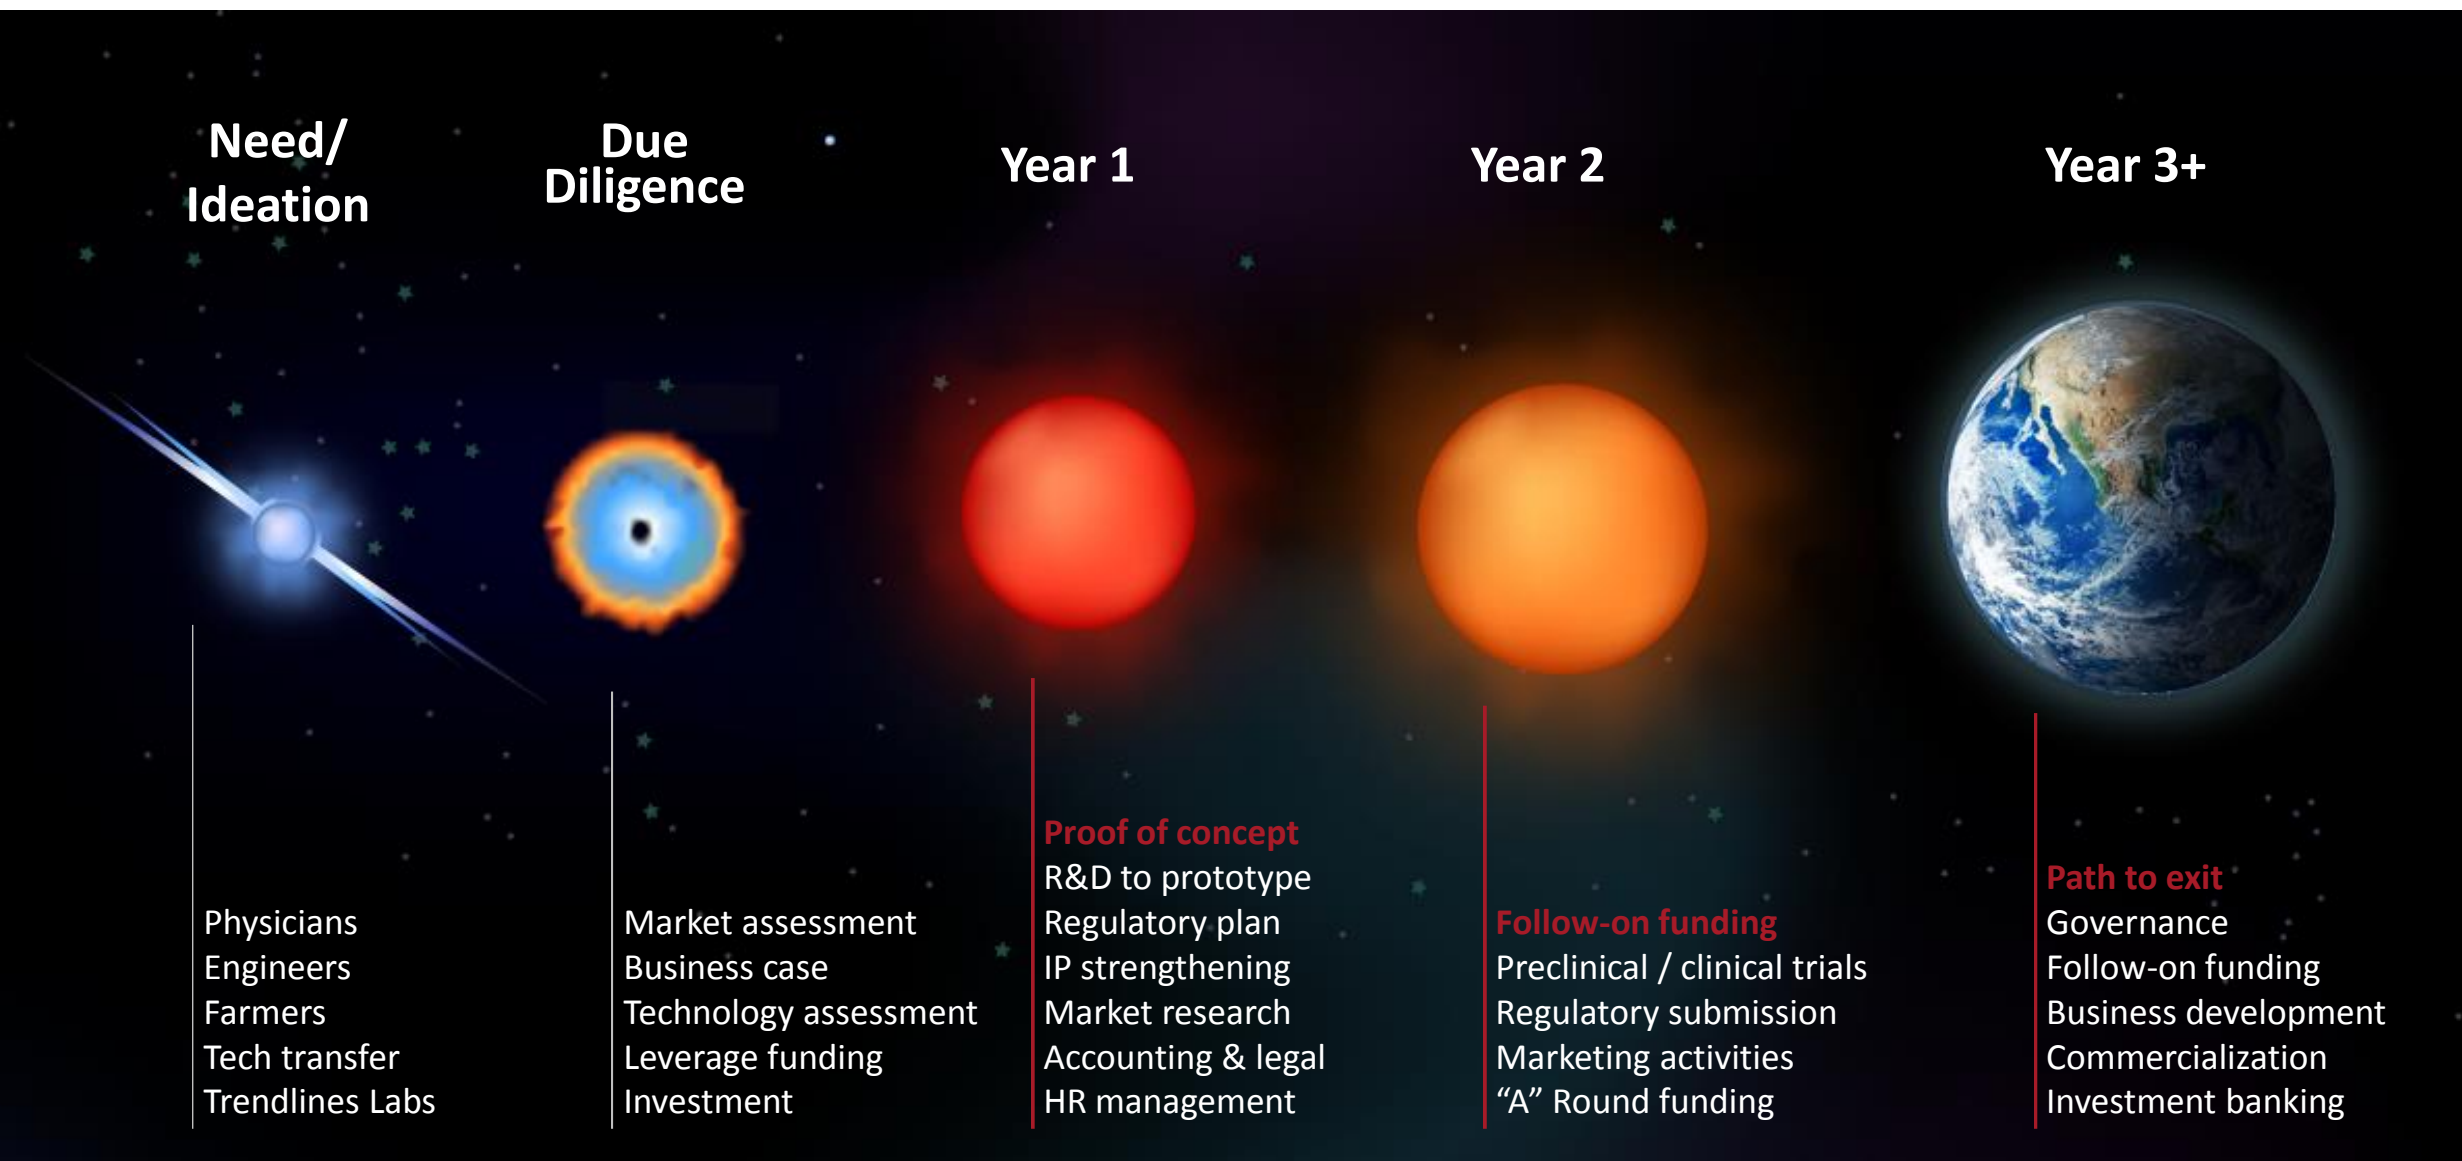 Need/
Ideation
Due
Diligence
Year 1
Year 2
Year 3+
Physicians
Engineers
Farmers
Tech transfer
Trendlines Labs
Market assessment
Business case
Technology assessment
Leverage funding
Investment
Proof of concept
R&D to prototype
Regulatory plan
IP strengthening
Market research
Accounting & legal
HR management
Follow-on funding
Preclinical / clinical trials
Regulatory submission
Marketing activities
“A” Round funding
Path to exit
Governance
Follow-on funding
Business development
Commercialization
Investment banking